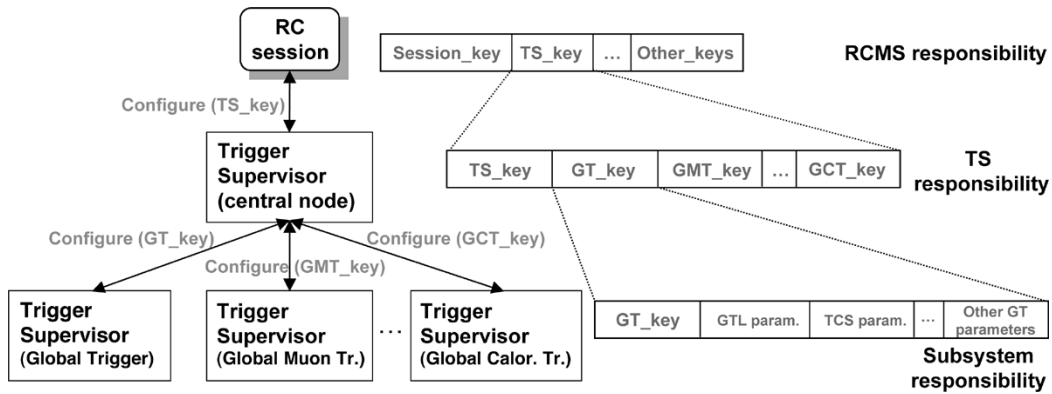 RC
session
Session_key TS_key ... Other_keys
RCMS responsibility
Configure (TS_key)
Trigger
Supervisor
(central node)
TS_key GT_key GMT_key ... GCT_key
TS
responsibility
Configure (GT_key)
Configure (GCT_key)
Configure (GMT_key)
Trigger
Supervisor
(Global Trigger)
Trigger
Supervisor
(Global Muon Tr.)
...
Trigger
Supervisor
(Global Calor. Tr.)
GT_key GTL param. TCS param. ... Other GT
parameters
Subsystem
responsibility